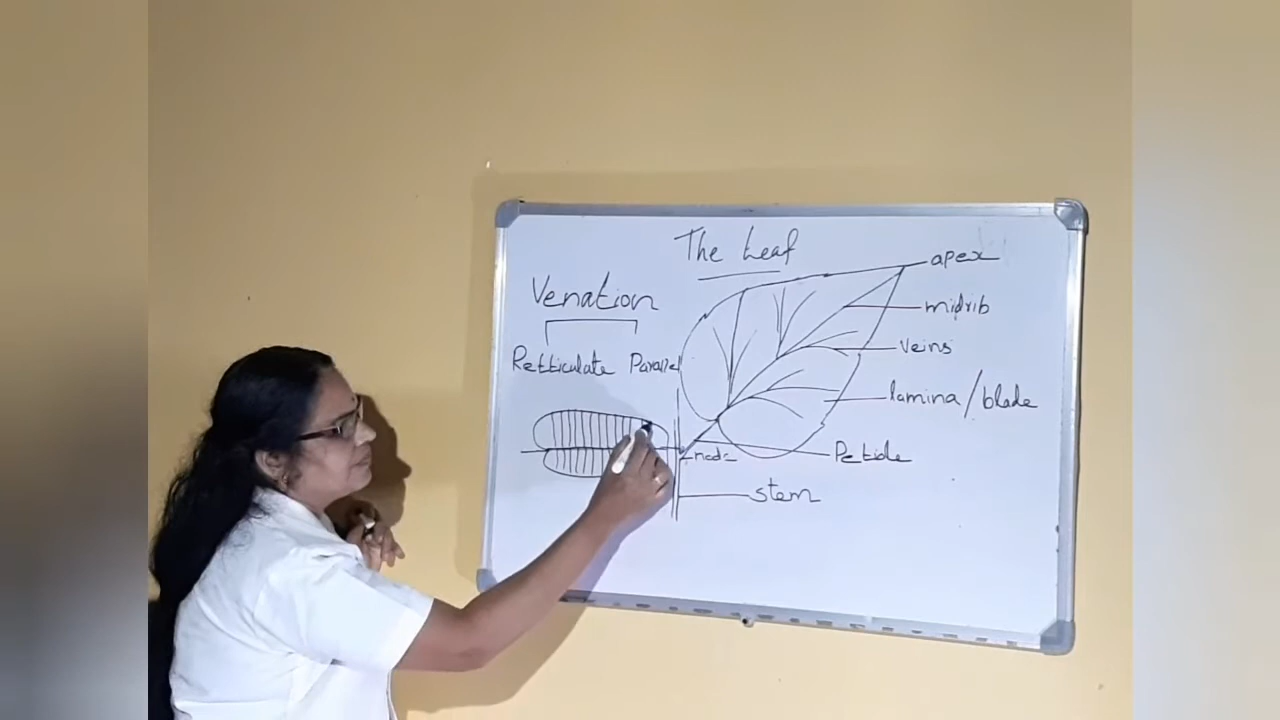 The Leaf
Venation
Retticulate Parallel
apex
midrib
veins
lamina/blade
Petiole
node
stem